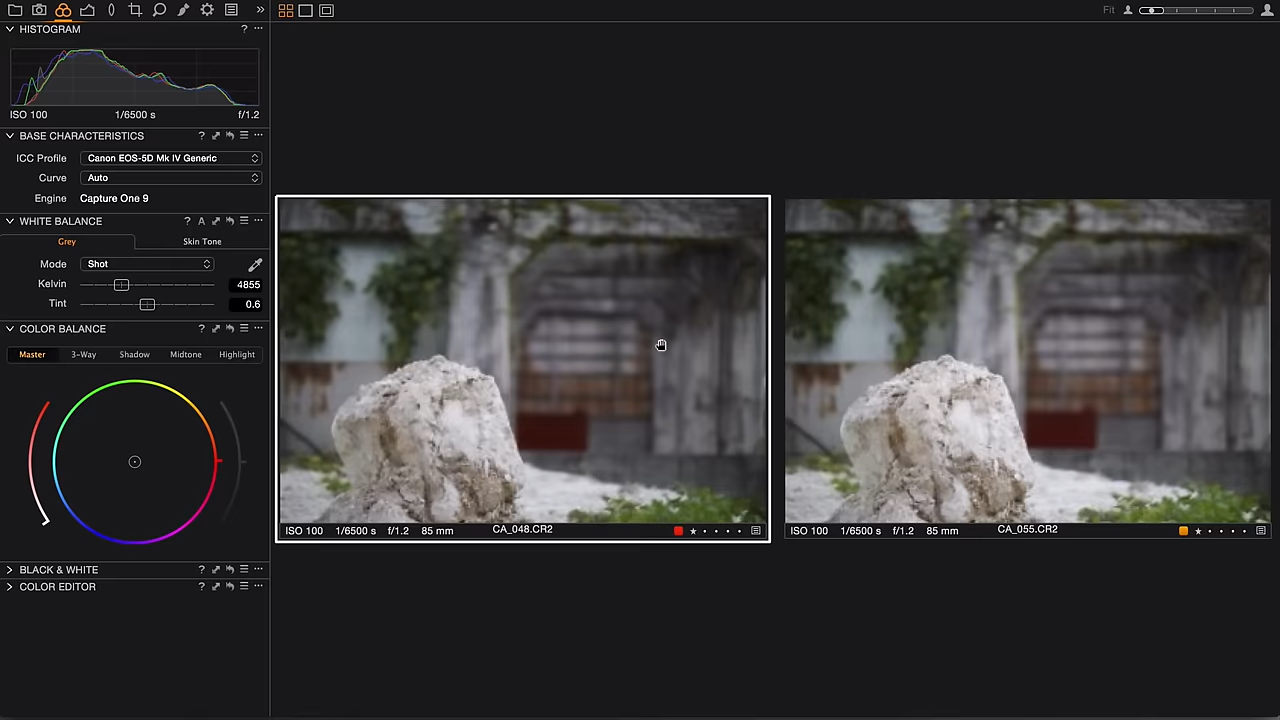 Fit
HISTOGRAM ?
ISO 100 1/6500 s f/1.2
BASE CHARACTERISTICS ?
ICC Profile Canon EOS-5D Mk IV Generic
Curve Auto
Engine Capture One 9
WHITE BALANCE ? A
Grey Skin Tone
Mode Shot
Kelvin 4855
Tint 0.6
COLOR BALANCE ?
Master 3-Way Shadow Midtone Highlight
BLACK & WHITE ?
COLOR EDITOR ?
ISO 100 1/6500 s f/1.2 85 mm CA_048.CR2
ISO 100 1/6500 s f/1.2 85 mm CA_055.CR2